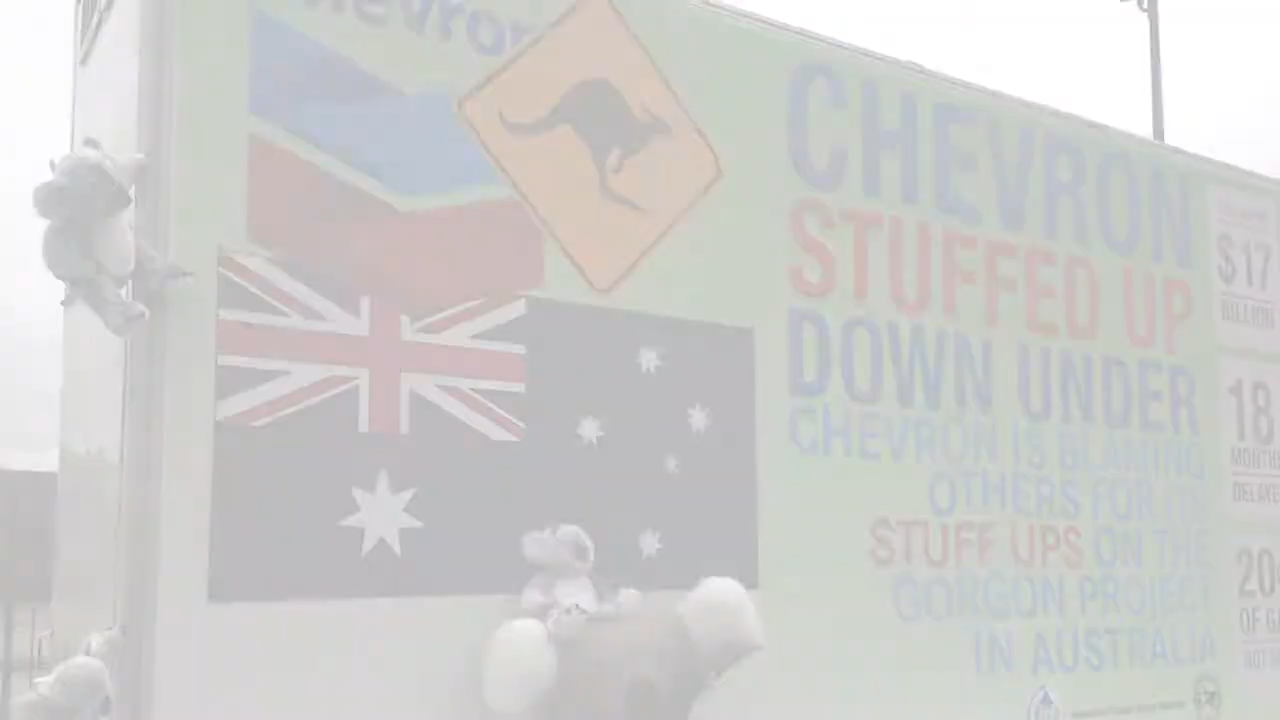 Chevron
CHEVRON
STUFFED UP
DOWN UNDER
CHEVRON IS BLAMING
OTHERS FOR ITS
STUFF UPS ON THE
GORGON PROJECT
IN AUSTRALIA
$17
BILLION
18
MONTHS
DELAYED
20
OF GA